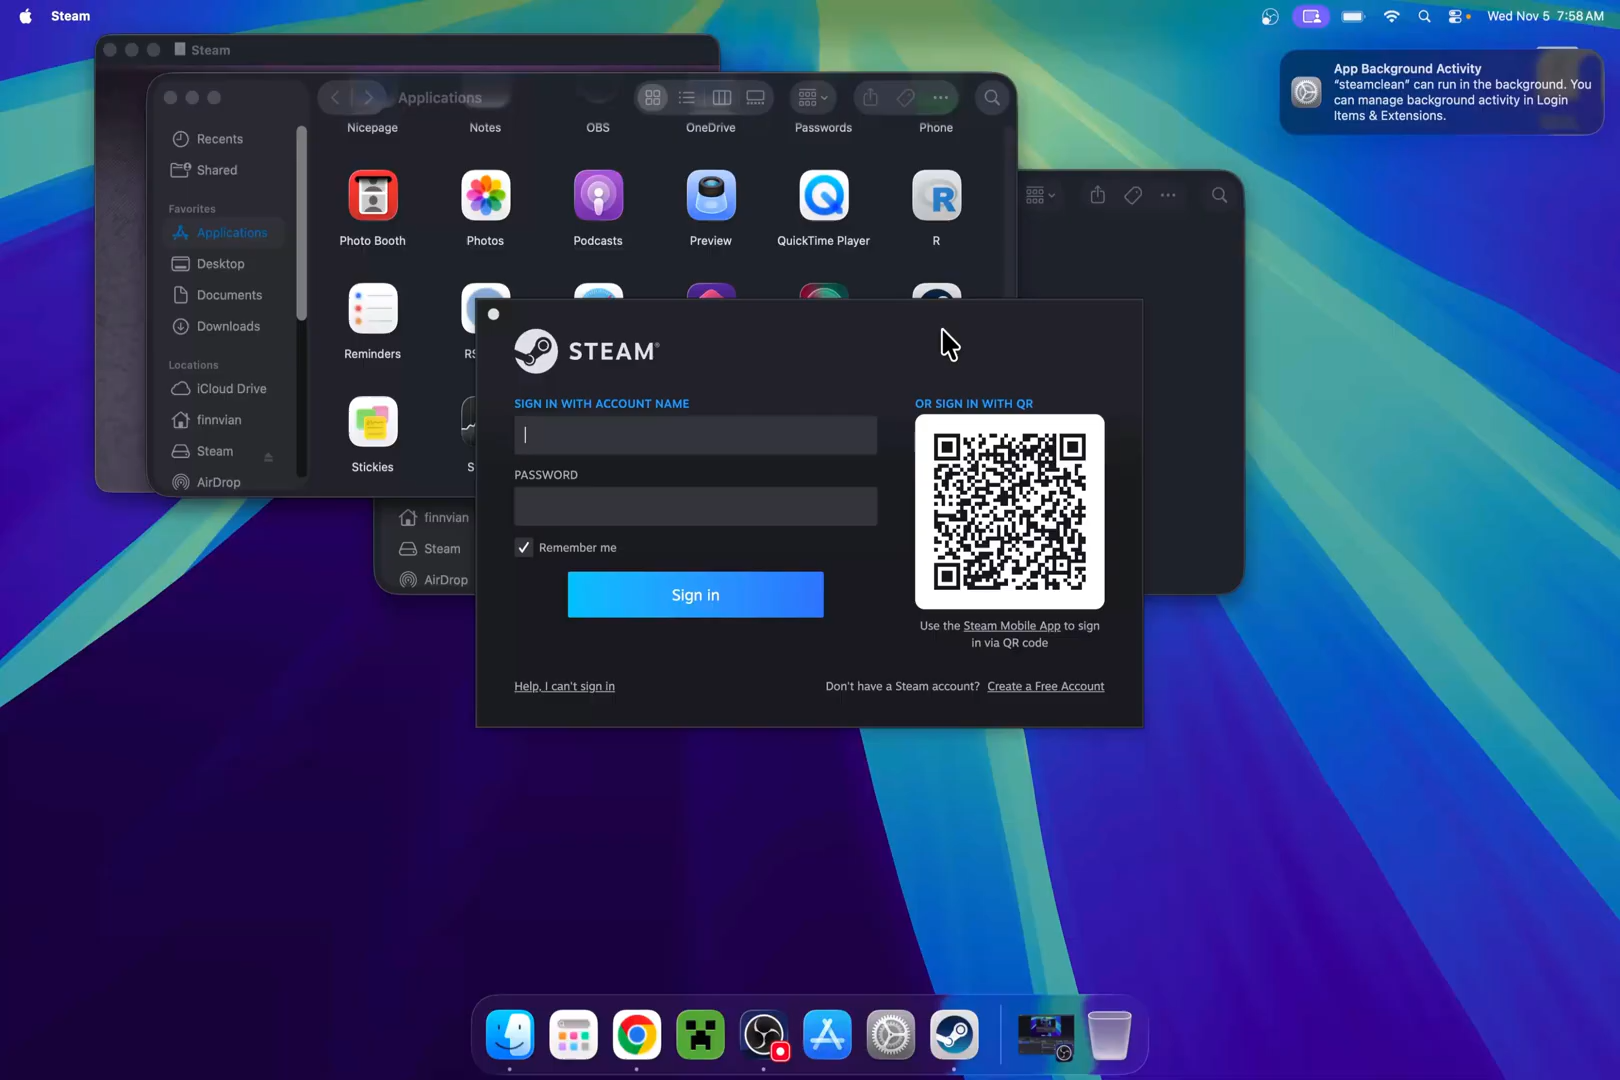 Steam
Wed Nov 5 7:58 AM
Steam
App Background Activity
“steamclean” can run in the background. You
can manage background activity in Login
Items & Extensions.
Applications
Nicepage
Notes
OBS
OneDrive
Passwords
Phone
Recents
Shared
Favorites
Applications
Desktop
Documents
Downloads
Locations
iCloud Drive
finnvian
Steam
AirDrop
Photo Booth
Photos
Podcasts
Preview
QuickTime Player
R
R
Reminders
Stickies
finnvian
Steam
AirDrop
STEAM®
SIGN IN WITH ACCOUNT NAME
PASSWORD
Remember me
Sign in
Help, I can't sign in
OR SIGN IN WITH QR
Use the Steam Mobile App to sign
in via QR code
Don't have a Steam account? Create a Free Account